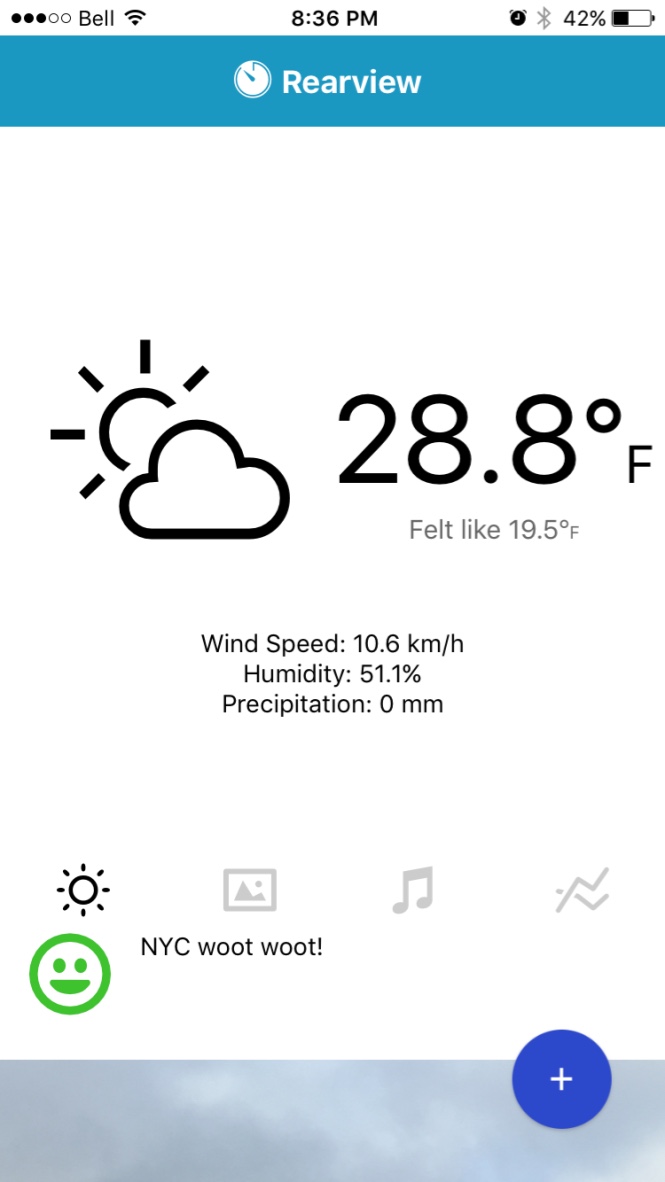 Bell 8:36 PM 42%
Rearview
28.8°F
Felt like 19.5°F
Wind Speed: 10.6 km/h
Humidity: 51.1%
Precipitation: 0 mm
NYC woot woot!
+